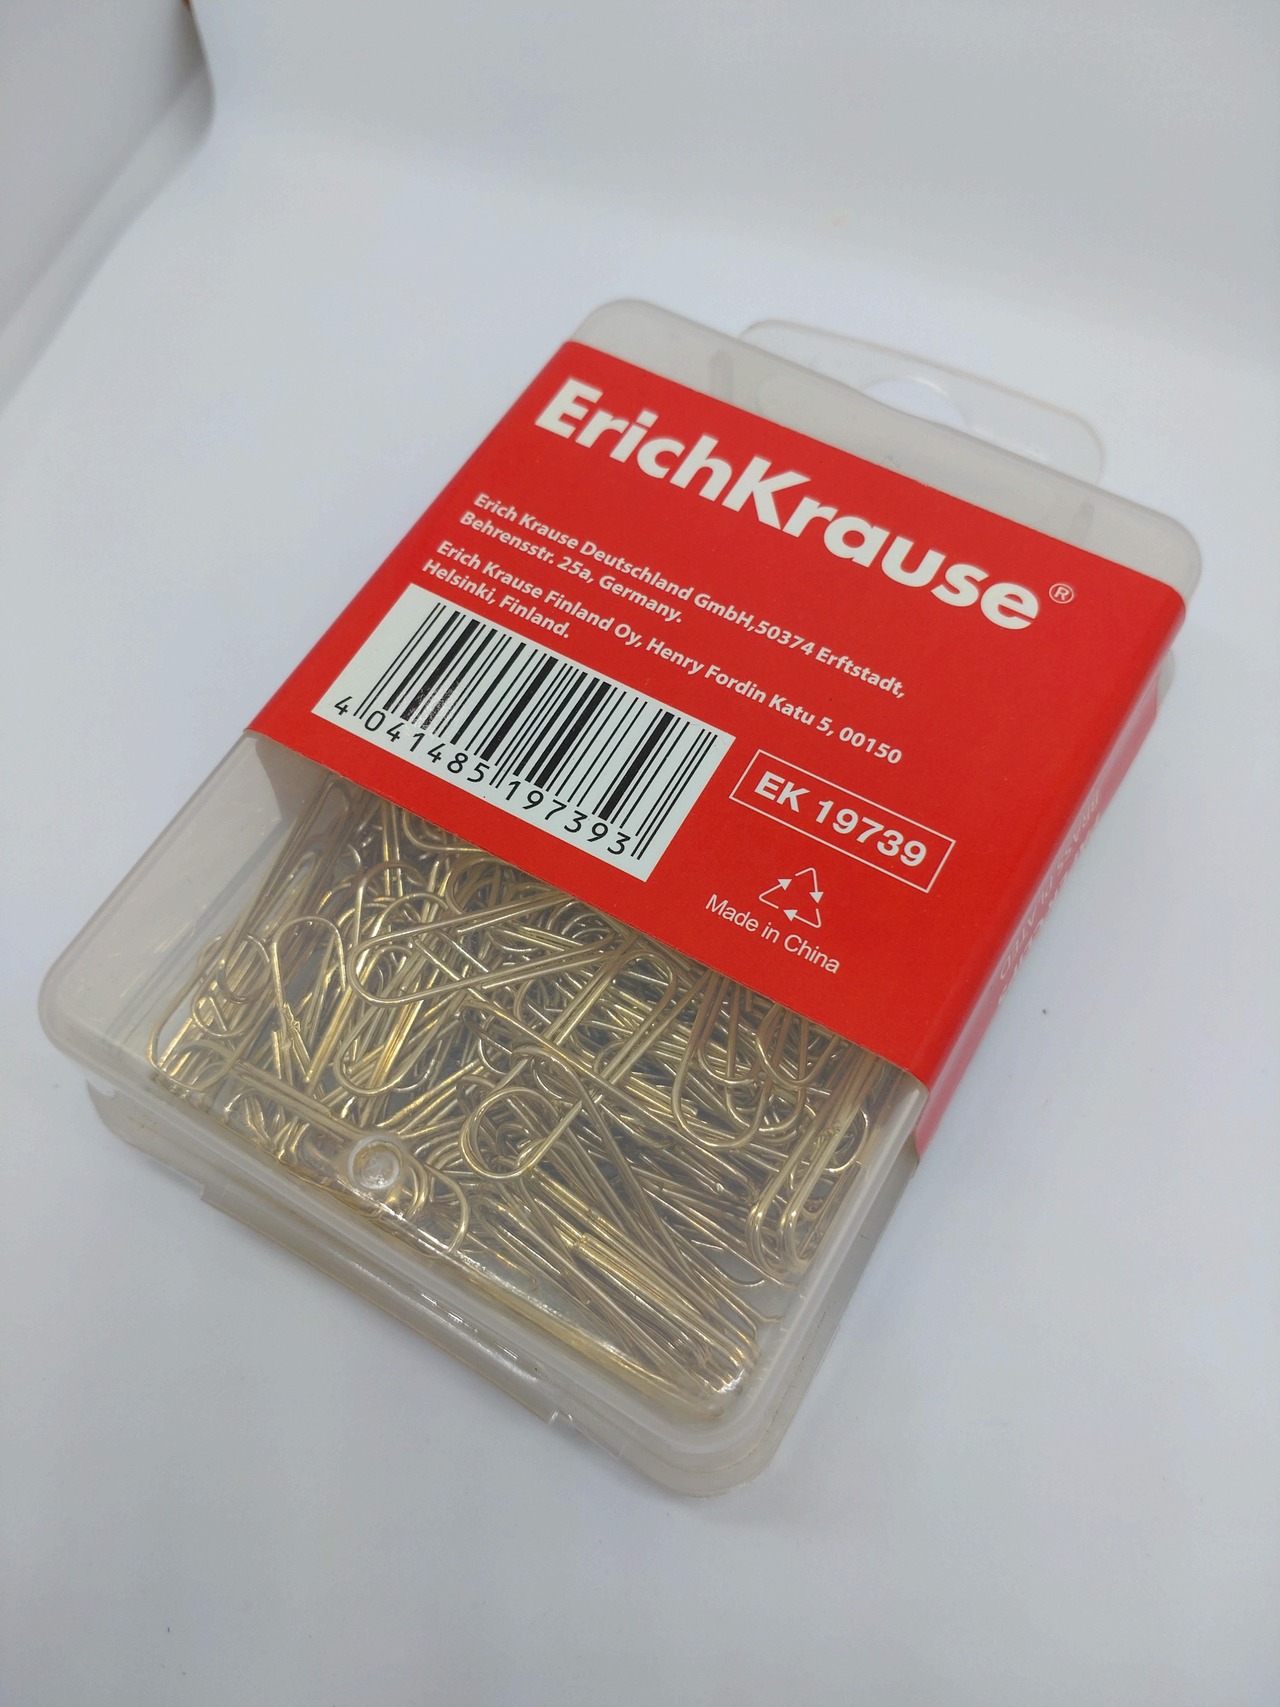 ErichKrause®
Erich Krause Deutschland GmbH,50374 Erftstadt,
Behrensstr. 25a, Germany.
Erich Krause Finland Oy, Henry Fordin Katu 5, 00150
Helsinki, Finland.
4 041485 197393
EK 19739
Made in China